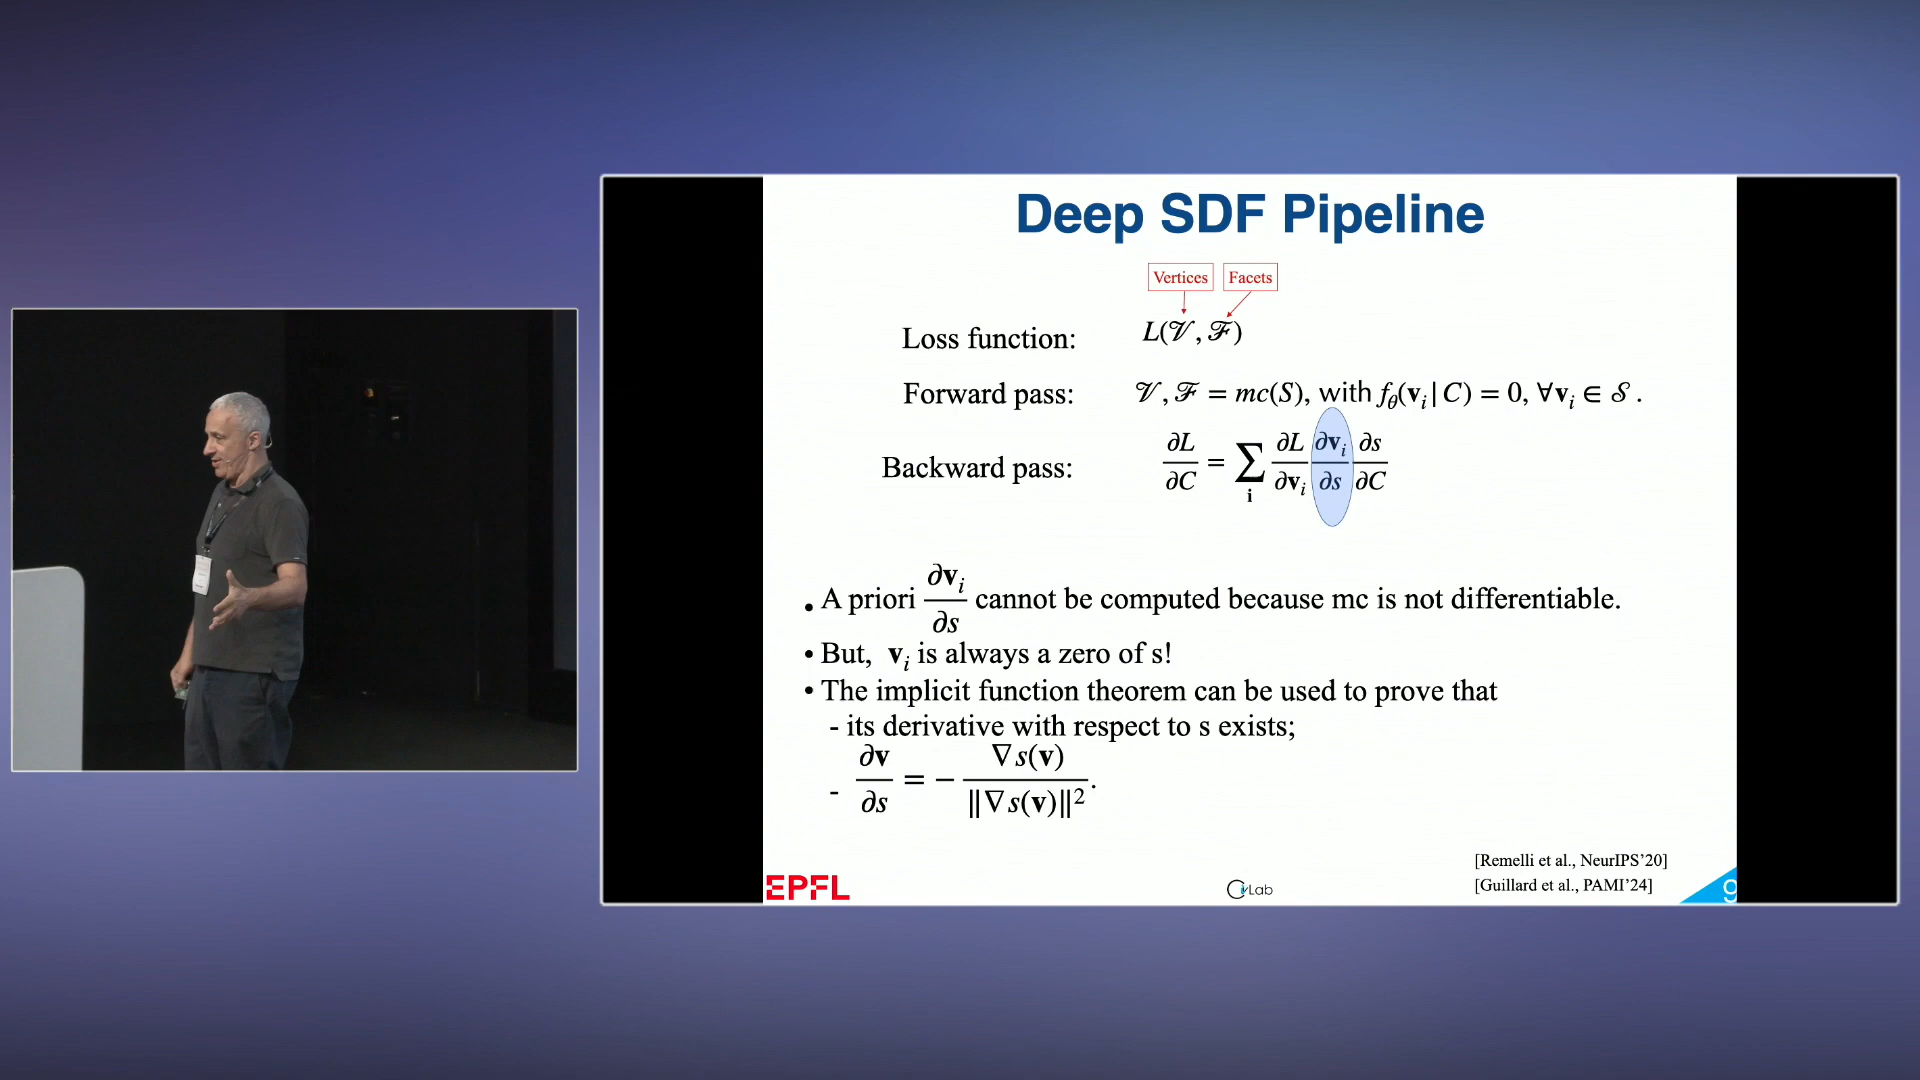 Deep SDF Pipeline
Vertices Facets
Loss function: L(𝒱, ℱ)
Forward pass: 𝒱, ℱ = mc(S), with f_θ(v_i | C) = 0, ∀v_i ∈ 𝒮 .
Backward pass: ∂L/∂C = ∑_i ∂L/∂v_i ∂v_i/∂s ∂s/∂C
• A priori ∂v_i/∂s cannot be computed because mc is not differentiable.
• But, v_i is always a zero of s!
• The implicit function theorem can be used to prove that
- its derivative with respect to s exists;
- ∂v/∂s = − ∇s(v)/‖∇s(v)‖².
[Remelli et al., NeurIPS’20]
[Guillard et al., PAMI’24]
EPFL
CvLab
9